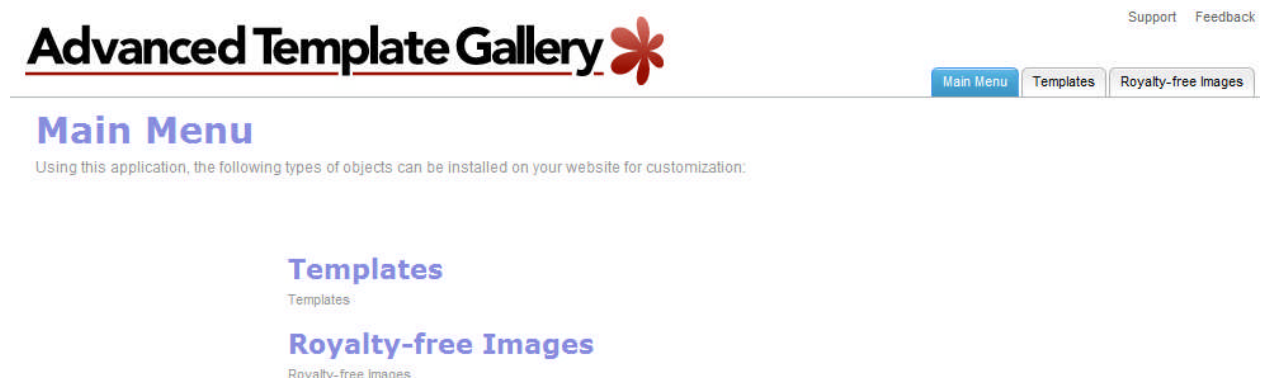 Support Feedback
Advanced Template Gallery
Main Menu Templates Royalty-free Images
Main Menu
Using this application, the following types of objects can be installed on your website for customization:
Templates
Templates
Royalty-free Images
Royalty-free Images